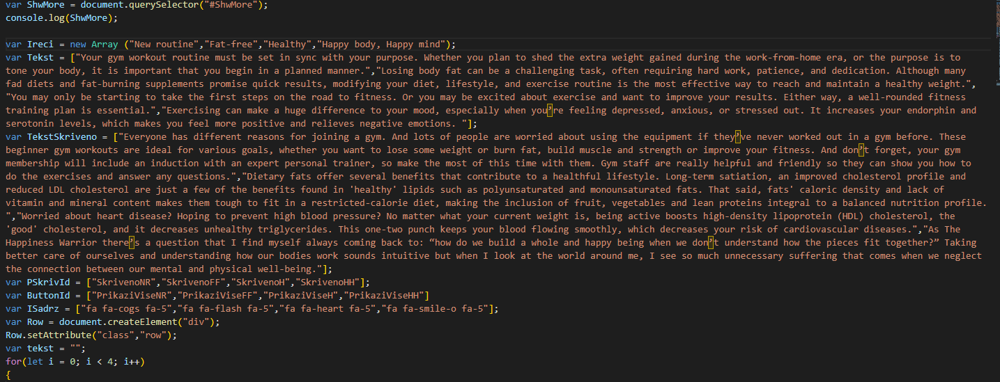 var ShwMore = document.querySelector("#ShwMore");
console.log(ShwMore);
var Ireci = new Array ("New routine","Fat-free","Healthy","Happy body, Happy mind");
var Tekst = ["Your gym workout routine must be set in sync with your purpose. Whether you plan to shed the extra weight gained during the work-from-home era, or the purpose is to
tone your body, it is important that you begin in a planned manner.","Losing body fat can be a challenging task, often requiring hard work, patience, and dedication. Although many
fad diets and fat-burning supplements promise quick results, modifying your diet, lifestyle, and exercise routine is the most effective way to reach and maintain a healthy weight.",
"You may only be starting to take the first steps on the road to fitness. Or you may be excited about exercise and want to improve your results. Either way, a well-rounded fitness
training plan is essential.","Exercising can make a huge difference to your mood, especially when you’re feeling depressed, anxious, or stressed out. It increases your endorphin and
serotonin levels, which makes you feel more positive and relieves negative emotions. "];
var TekstSkriveno = ["Everyone has different reasons for joining a gym. And lots of people are worried about using the equipment if they’ve never worked out in a gym before. These
beginner gym workouts are ideal for various goals, whether you want to lose some weight or burn fat, build muscle and strength or improve your fitness. And don’t forget, your gym
membership will include an induction with an expert personal trainer, so make the most of this time with them. Gym staff are really helpful and friendly so they can show you how to
do the exercises and answer any questions.","Dietary fats offer several benefits that contribute to a healthful lifestyle. Long-term satiation, an improved cholesterol profile and
reduced LDL cholesterol are just a few of the benefits found in 'healthy' lipids such as polyunsaturated and monounsaturated fats. That said, fats' caloric density and lack of
vitamin and mineral content makes them tough to fit in a restricted-calorie diet, making the inclusion of fruit, vegetables and lean proteins integral to a balanced nutrition profile.
","Worried about heart disease? Hoping to prevent high blood pressure? No matter what your current weight is, being active boosts high-density lipoprotein (HDL) cholesterol, the
'good' cholesterol, and it decreases unhealthy triglycerides. This one-two punch keeps your blood flowing smoothly, which decreases your risk of cardiovascular diseases.","As The
Happiness Warrior there’s a question that I find myself always coming back to: “how do we build a whole and happy being when we don’t understand how the pieces fit together?” Taking
better care of ourselves and understanding how our bodies work sounds intuitive but when I look at the world around me, I see so much unnecessary suffering that comes when we neglect
the connection between our mental and physical well-being."];
var PSkrivId = ["SkrivenoNR","SkrivenoFF","SkrivenoH","SkrivenoHH"];
var ButtonId = ["PrikaziViseNR","PrikaziViseFF","PrikaziViseH","PrikaziViseHH"]
var ISadrz = ["fa fa-cogs fa-5","fa fa-flash fa-5","fa fa-heart fa-5","fa fa-smile-o fa-5"];
var Row = document.createElement("div");
Row.setAttribute("class","row");
var tekst = "";
for(let i = 0; i < 4; i++)
{